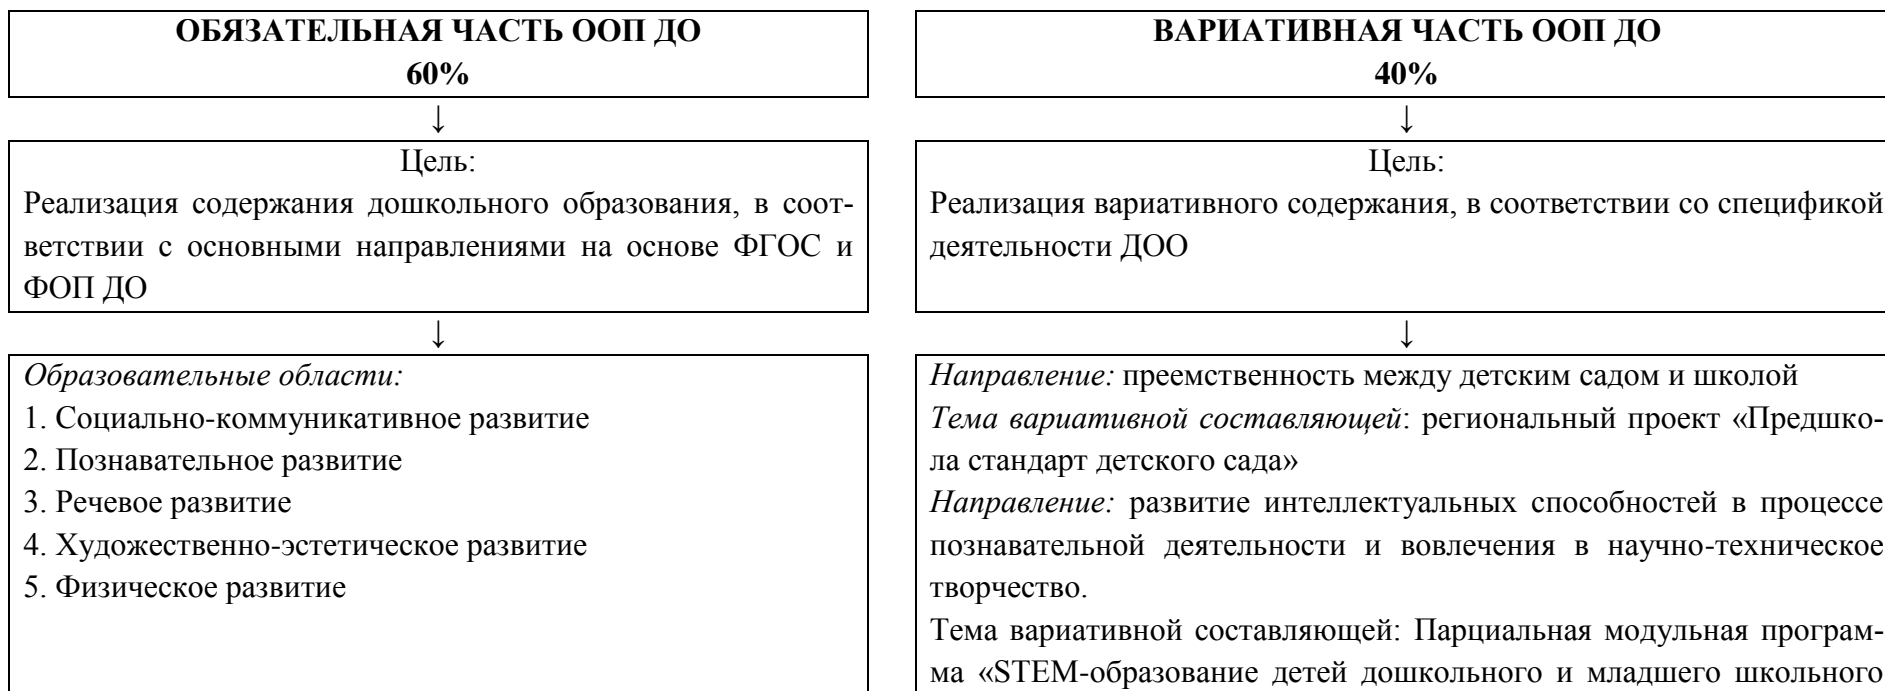 ОБЯЗАТЕЛЬНАЯ ЧАСТЬ ООП ДО
60%
↓
Цель:
Реализация содержания дошкольного образования, в соот-
ветствии с основными направлениями на основе ФГОС и
ФОП ДО
↓
Образовательные области:
1. Социально-коммуникативное развитие
2. Познавательное развитие
3. Речевое развитие
4. Художественно-эстетическое развитие
5. Физическое развитие
ВАРИАТИВНАЯ ЧАСТЬ ООП ДО
40%
↓
Цель:
Реализация вариативного содержания, в соответствии со спецификой
деятельности ДОО
↓
Направление: преемственность между детским садом и школой
Тема вариативной составляющей: региональный проект «Предшко-
ла стандарт детского сада»
Направление: развитие интеллектуальных способностей в процессе
познавательной деятельности и вовлечения в научно-техническое
творчество.
Тема вариативной составляющей: Парциальная модульная програм-
ма «STEM-образование детей дошкольного и младшего школьного